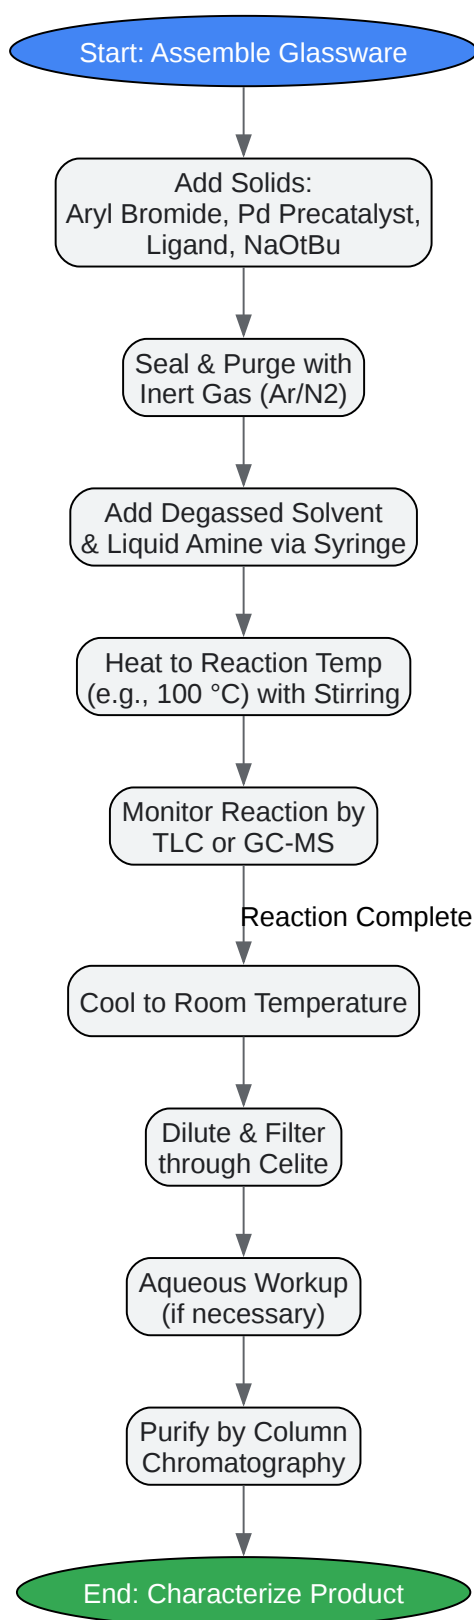 Start: Assemble Glassware
Add Solids:
Aryl Bromide, Pd Precatalyst,
Ligand, NaOtBu
Seal & Purge with
Inert Gas (Ar/N2)
Add Degassed Solvent
& Liquid Amine via Syringe
Heat to Reaction Temp
(e.g., 100 °C) with Stirring
Monitor Reaction by
TLC or GC-MS
Reaction Complete
Cool to Room Temperature
Dilute & Filter
through Celite
Aqueous Workup
(if necessary)
Purify by Column
Chromatography
End: Characterize Product